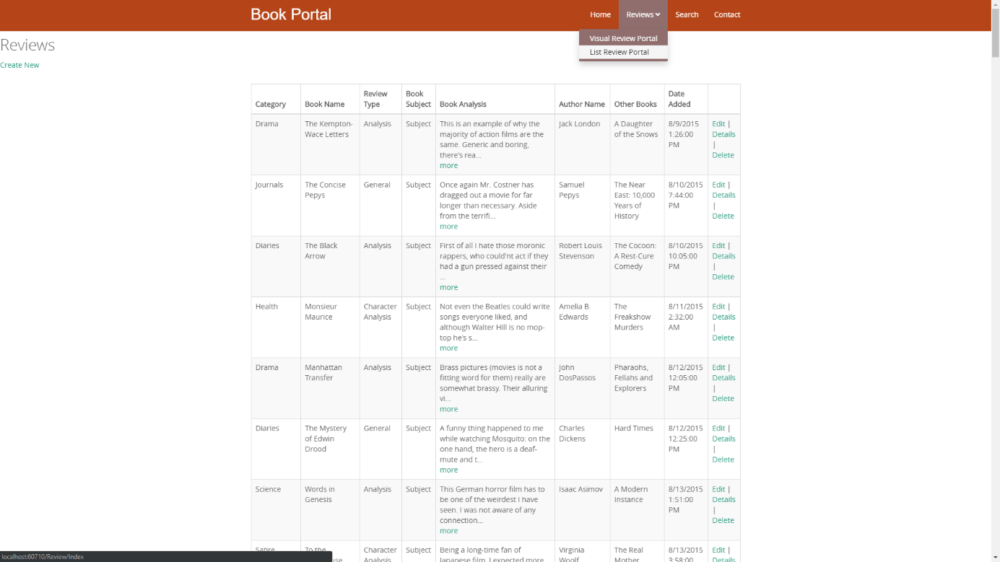 Book Portal
Home Reviews Search Contact
Visual Review Portal
List Review Portal
Reviews
Create New
Category Book Name Review Type Book Subject Book Analysis Author Name Other Books Date Added
Drama
The Kempton-
Wace Letters
Analysis
Subject
This is an example of why the
majority of action films are the
same. Generic and boring,
there's rea...
more
Jack London
A Daughter
of the Snows
8/9/2015
1:26:00
PM
Edit |
Details
|
Delete
Journals
The Concise
Pepys
General
Subject
Once again Mr. Costner has
dragged out a movie for far
longer than necessary. Aside
from the terrifi...
more
Samuel
Pepys
The Near
East: 10,000
Years of
History
8/10/2015
7:44:00
PM
Edit |
Details
|
Delete
Diaries
The Black
Arrow
Analysis
Subject
First of all I hate those moronic
rappers, who could'nt act if they
had a gun pressed against their
...
more
Robert Louis
Stevenson
The Cocoon:
A Rest-Cure
Comedy
8/10/2015
10:05:00
PM
Edit |
Details
|
Delete
Health
Monsieur
Maurice
Character
Analysis
Subject
Not even the Beatles could write
songs everyone liked, and
although Walter Hill is no mop-
top he's s...
more
Amelia B.
Edwards
The
Freakshow
Murders
8/11/2015
2:32:00
AM
Edit |
Details
|
Delete
Drama
Manhattan
Transfer
Analysis
Subject
Brass pictures (movies is not a
fitting word for them) really are
somewhat brassy. Their alluring
vi...
more
John
DosPassos
Pharaohs,
Fellahs and
Explorers
8/12/2015
12:05:00
PM
Edit |
Details
|
Delete
Diaries
The Mystery
of Edwin
Drood
General
Subject
A funny thing happened to me
while watching Mosquito: on the
one hand, the hero is a deaf-
mute and t...
more
Charles
Dickens
Hard Times
8/12/2015
12:25:00
PM
Edit |
Details
|
Delete
Science
Words in
Genesis
Analysis
Subject
This German horror film has to
be one of the weirdest I have
seen. I was not aware of any
connection...
more
Isaac Asimov
A Modern
Instance
8/13/2015
1:51:00
PM
Edit |
Details
|
Delete
Satire
To the
Character
Analysis
Subject
Being a long-time fan of
Japanese film, I expected more
Virginia
Woolf
The Real
Mother
8/13/2015
3:58:00
Edit |
Details
localhost:60710/Review/Index